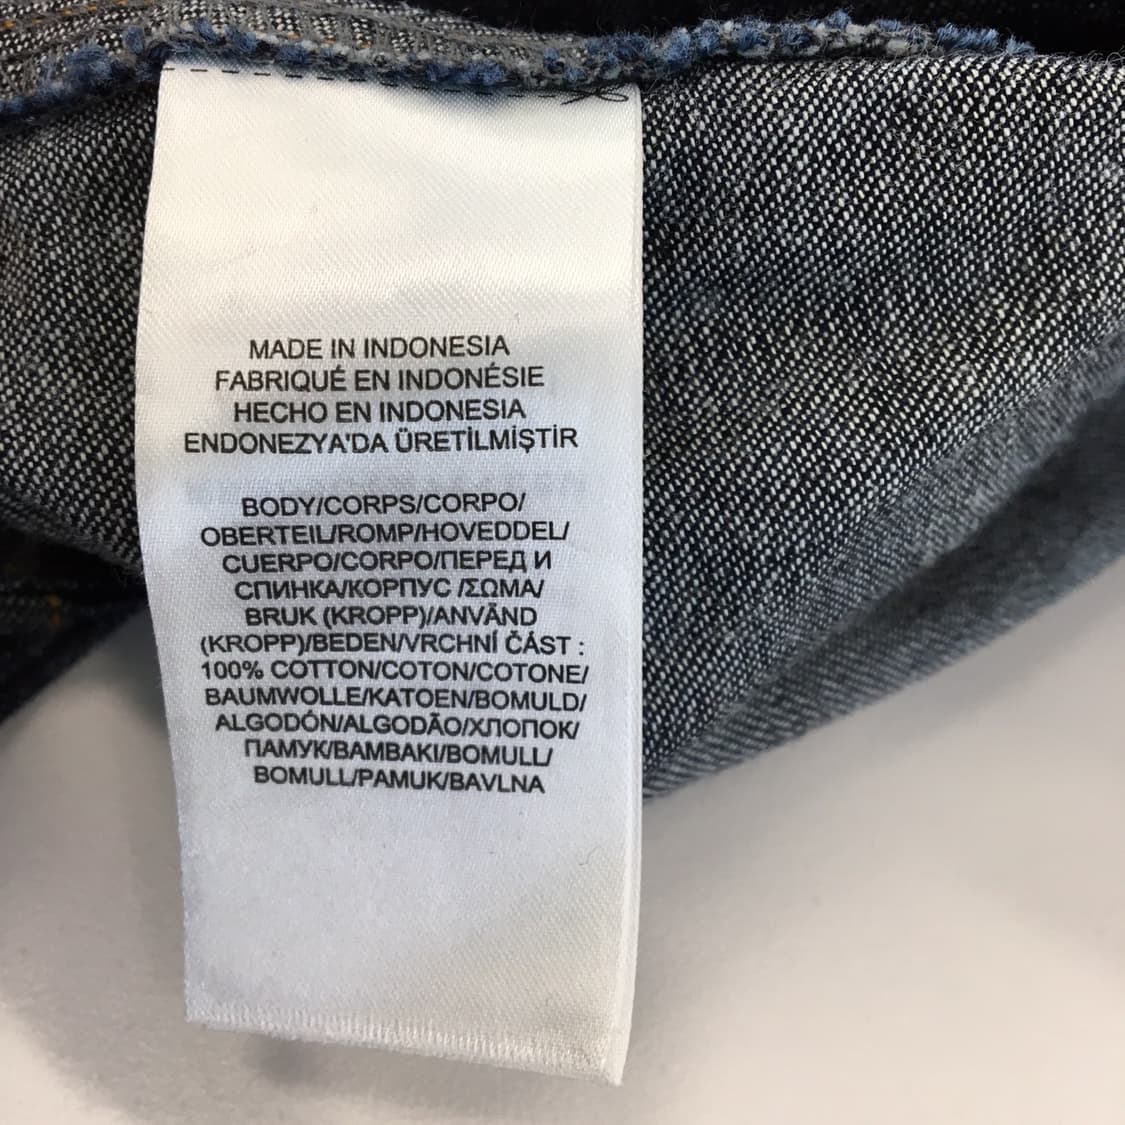 MADE IN INDONESIA
FABRIQUÉ EN INDONÉSIE
HECHO EN INDONESIA
ENDONEZYA'DA ÜRETİLMİŞTİR
BODY/CORPS/CORPO/
OBERTEIL/ROMP/HOVEDDEL/
CUERPO/CORPO/ПЕРЕД И
СПИНКА/КОРПУС /ΣΩΜΑ/
BRUK (KROPP)/ANVÄND
(KROPP)/BEDEN/VRCHNÍ ČÁST :
100% COTTON/COTON/COTONE/
BAUMWOLLE/KATOEN/BOMULD/
ALGODÓN/ALGODÃO/ХЛОПОК/
ПАМУК/ΒΑΜΒΑΚΙ/BOMULL/
BOMULL/PAMUK/BAVLNA